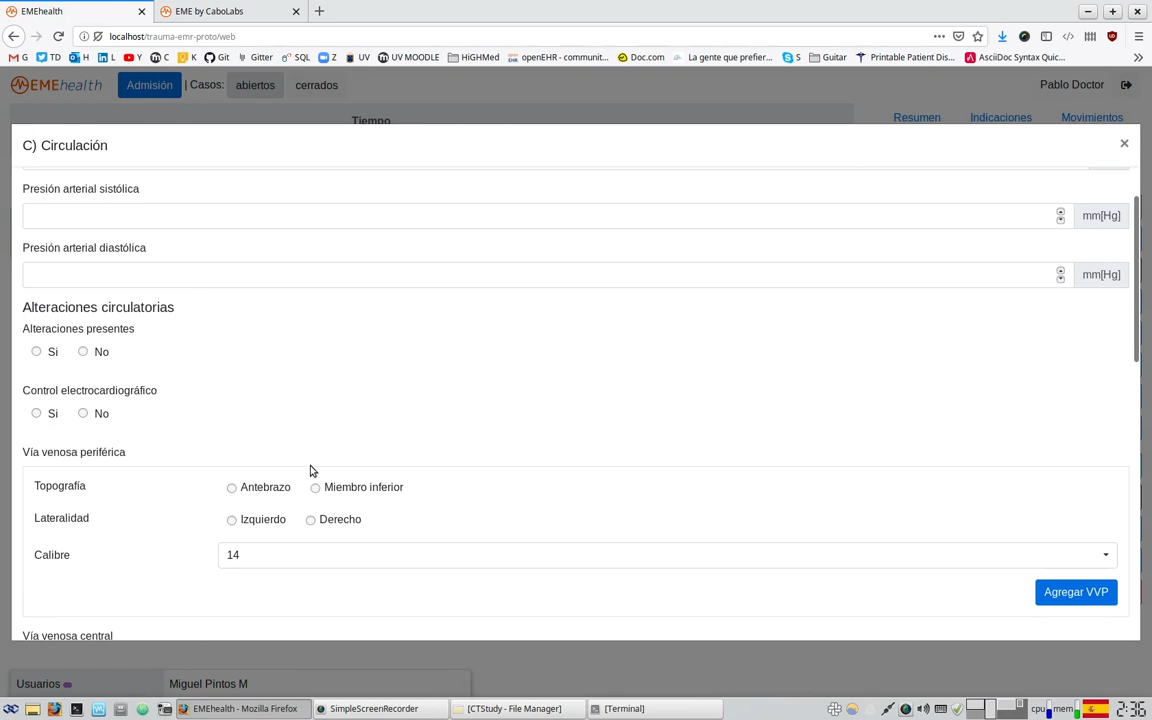 EMEhealth
EME by CaboLabs
localhost/trauma-emr-proto/web
G TD H L Y C K Git Gitter SQL Z UV UV MOODLE HiGHMed openEHR - communit... Doc.com La gente que prefier... S Guitar Printable Patient Dis... AsciiDoc Syntax Quic...
EMEhealth Admisión | Casos: abiertos cerrados Pablo Doctor
Tiempo
Resumen Indicaciones Movimientos
C) Circulación ×
Presión arterial sistólica
mm[Hg]
Presión arterial diastólica
mm[Hg]
Alteraciones circulatorias
Alteraciones presentes
Si No
Control electrocardiográfico
Si No
Vía venosa periférica
Topografía Antebrazo Miembro inferior
Lateralidad Izquierdo Derecho
Calibre 14
Agregar VVP
Vía venosa central
Usuarios Miguel Pintos M
EMEhealth - Mozilla Firefox SimpleScreenRecorder [CTStudy - File Manager] [Terminal] cpu mem 2:36